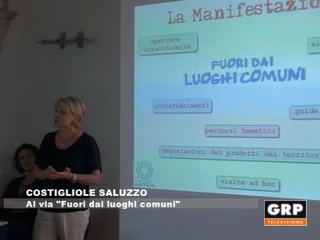 La Manifestazio
Aperture
straordinarie
FUORI DAI
LUOGHI COMUNI
intrattenimenti
guide
percorsi tematici
degustazioni dei prodotti del territor
visite ad hoc
COSTIGLIOLE SALUZZO
Al via "Fuori dai luoghi comuni"
GRP
TELEVISIONE